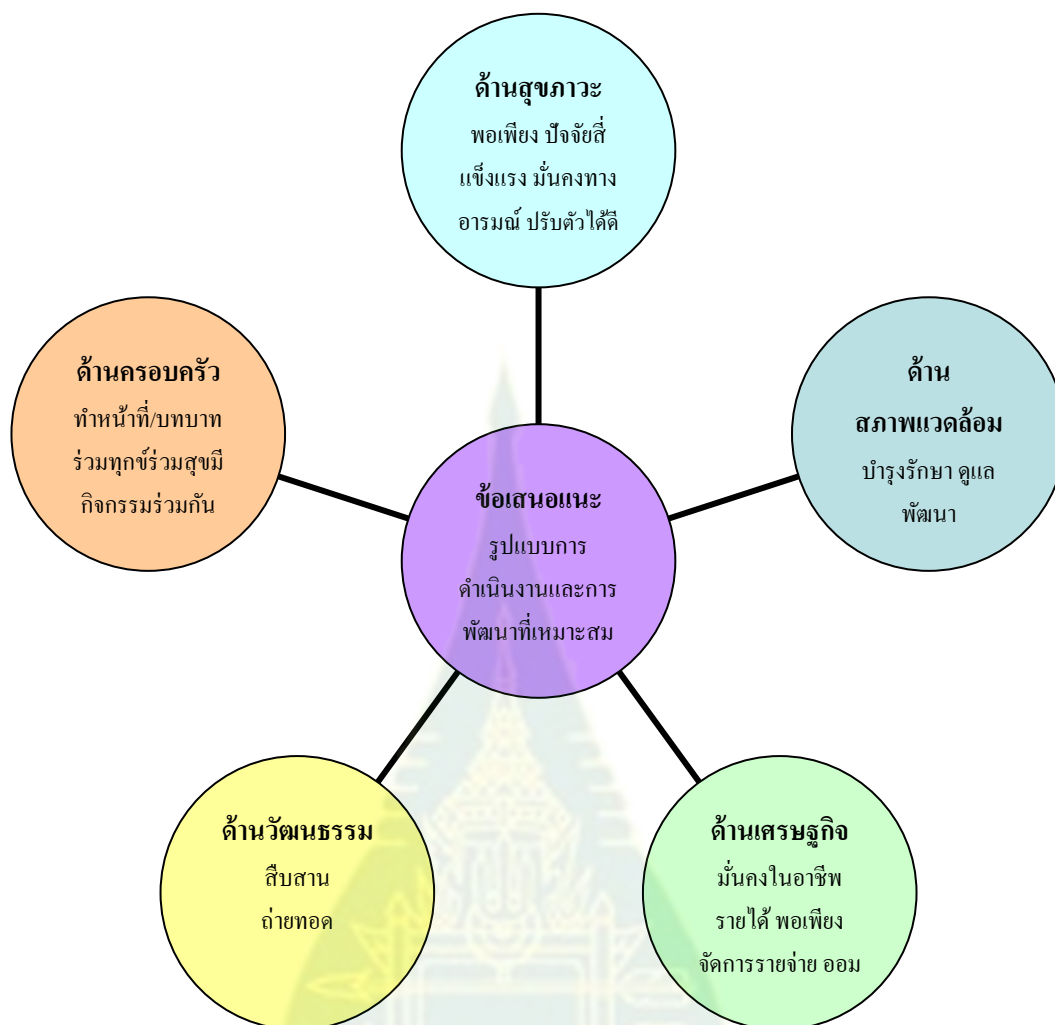 ด้านสุขภาวะ
พอเพียง ปัจจัยสี่
แข็งแรง มั่นคงทาง
อารมณ์ ปรับตัวได้ดี
ด้านครอบครัว
ทำหน้าที่/บทบาท
ร่วมทุกข์ร่วมสุขมี
กิจกรรมร่วมกัน
ด้าน
สภาพแวดล้อม
บำรุงรักษา ดูแล
พัฒนา
ข้อเสนอแนะ
รูปแบบการ
ดำเนินงานและการ
พัฒนาที่เหมาะสม
ด้านวัฒนธรรม
สืบสาน
ถ่ายทอด
ด้านเศรษฐกิจ
มั่นคงในอาชีพ
รายได้ พอเพียง
จัดการรายจ่าย ออม